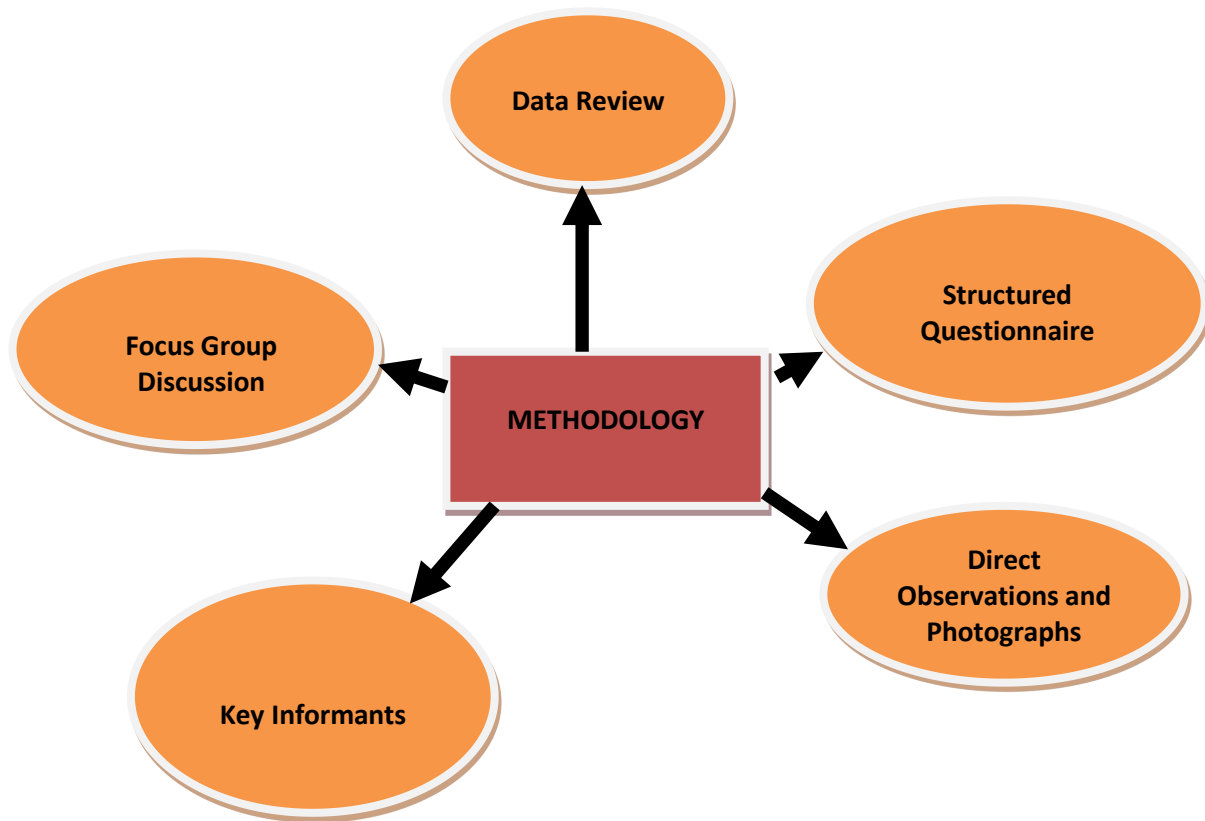 Data Review
Structured
Questionnaire
Focus Group
Discussion
METHODOLOGY
Direct
Observations and
Photographs
Key Informants